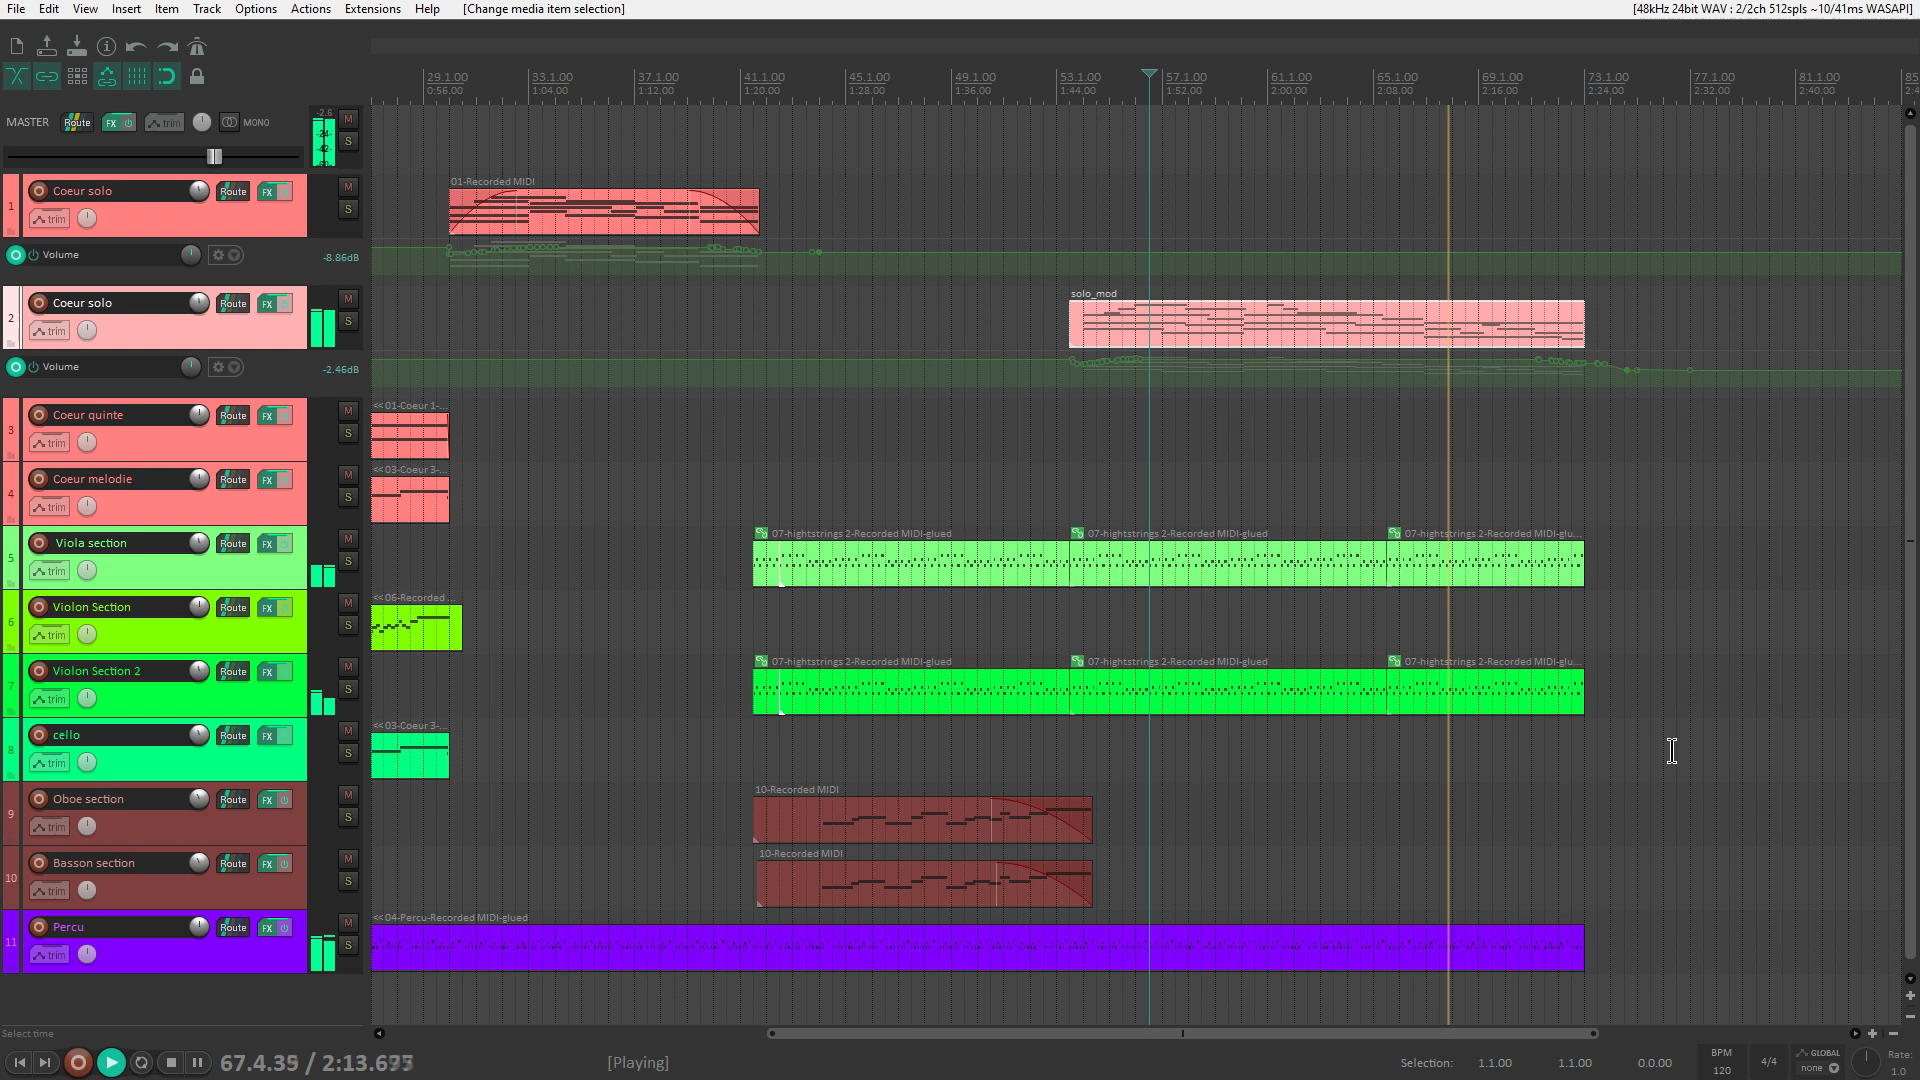 File Edit View Insert Item Track Options Actions Extensions Help [Change media item selection] [48kHz 24bit WAV : 2/2ch 512spls ~10/41ms WASAPI]
29.1.00 33.1.00 37.1.00 41.1.00 45.1.00 49.1.00 53.1.00 57.1.00 61.1.00 65.1.00 69.1.00 73.1.00 77.1.00 81.1.00 85
0:56.00 1:04.00 1:12.00 1:20.00 1:28.00 1:36.00 1:44.00 1:52.00 2:00.00 2:08.00 2:16.00 2:24.00 2:32.00 2:40.00
MASTER Route FX trim MONO -2.6 M
-24-
-42- S
1 Coeur solo Route FX M 01-Recorded MIDI
trim S
Volume -8.86dB
2 Coeur solo Route FX M solo_mod
trim S
Volume -2.46dB
3 Coeur quinte Route FX M <<01-Coeur 1-...
trim S
4 Coeur melodie Route FX M <<03-Coeur 3-...
trim S
5 Viola section Route FX M 07-hightstrings 2-Recorded MIDI-glued 07-hightstrings 2-Recorded MIDI-glued 07-hightstrings 2-Recorded MIDI-glu...
trim S
6 Violon Section Route FX M <<06-Recorded ...
trim S
7 Violon Section 2 Route FX M 07-hightstrings 2-Recorded MIDI-glued 07-hightstrings 2-Recorded MIDI-glued 07-hightstrings 2-Recorded MIDI-glu...
trim S
8 cello Route FX M <<03-Coeur 3-...
trim S
9 Oboe section Route FX M 10-Recorded MIDI
trim S
10 Basson section Route FX M 10-Recorded MIDI
trim S
11 Percu Route FX M <<04-Percu-Recorded MIDI-glued
trim S
Select time
[Playing] Selection: 1.1.00 1.1.00 0.0.00 BPM 120 4/4 GLOBAL none Rate: 1.0